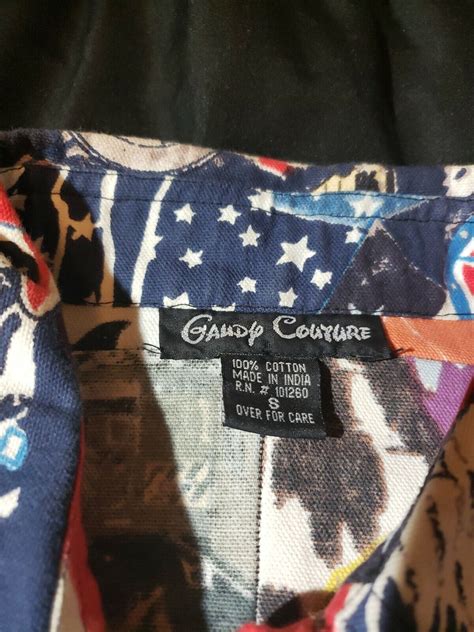 GAUDY COUTURE
100% COTTON
MADE IN INDIA
R.N. # 101260
S
OVER FOR CARE